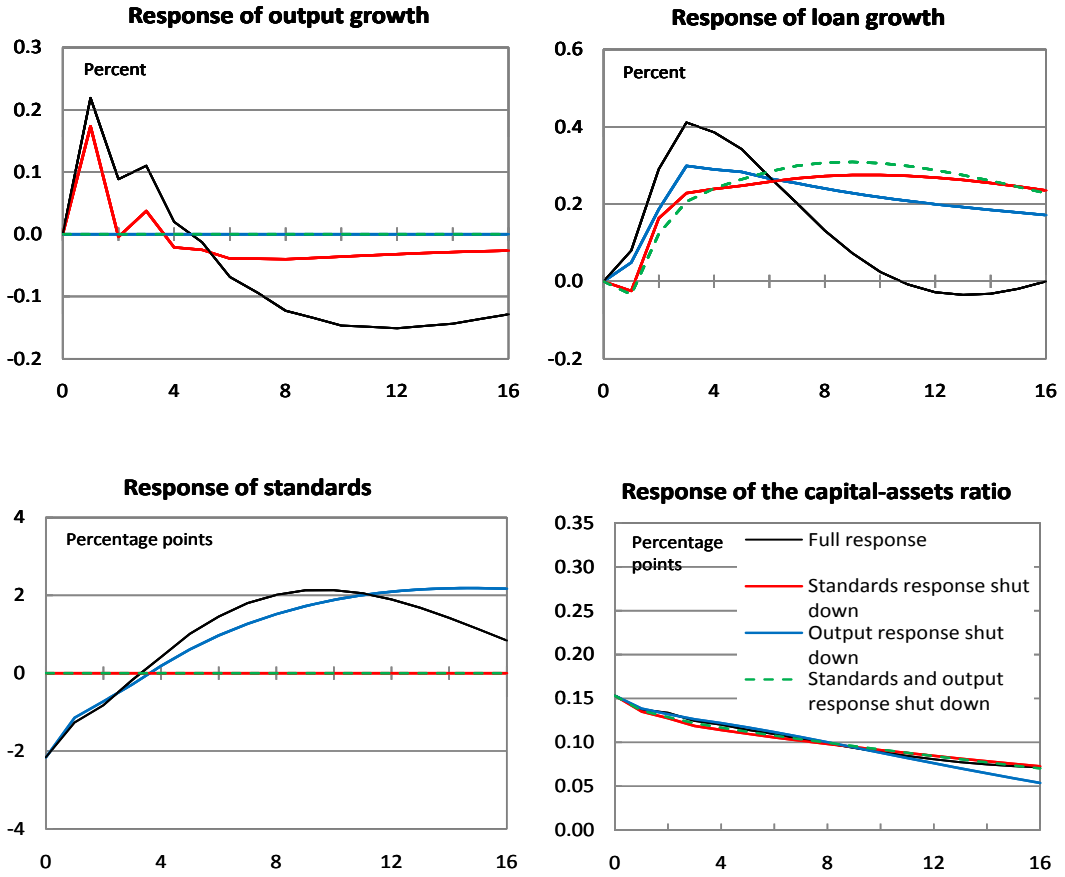 Response of output growth
Percent
0.3
0.2
0.1
0.0
-0.1
-0.2
0 4 8 12 16
Response of loan growth
Percent
0.6
0.4
0.2
0.0
-0.2
0 4 8 12 16
Response of standards
Percentage points
4
2
0
-2
-4
0 4 8 12 16
Response of the capital-assets ratio
Percentage
points
0.35
0.30
0.25
0.20
0.15
0.10
0.05
0.00
0 4 8 12 16
Full response
Standards response shut
down
Output response shut
down
Standards and output
response shut down